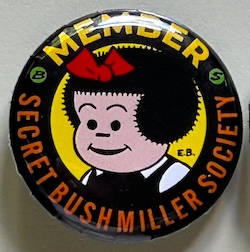 MEMBER
B S
SECRET BUSHMILLER SOCIETY
E.B.